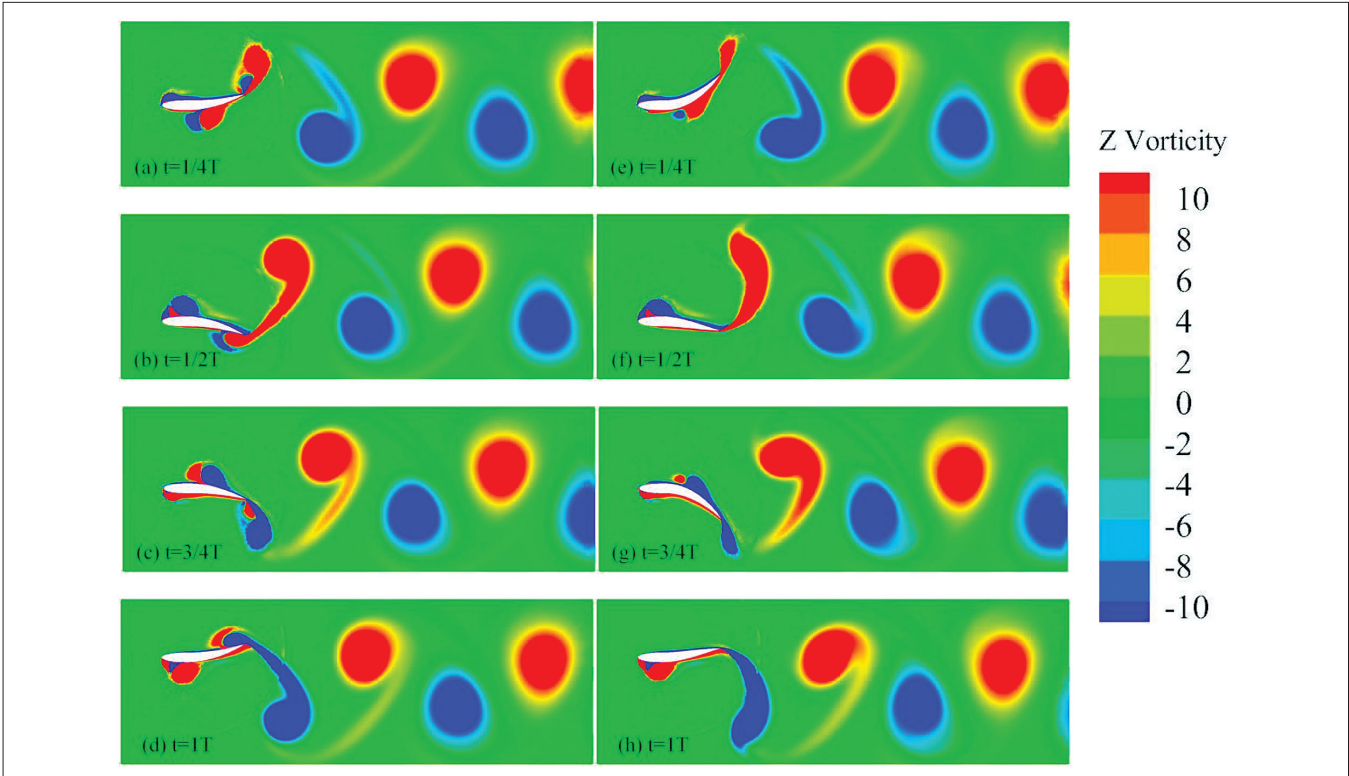 (a) t=1/4T
(e) t=1/4T
(b) t=1/2T
(f) t=1/2T
(c) t=3/4T
(g) t=3/4T
(d) t=1T
(h) t=1T
Z Vorticity
10
8
6
4
2
0
-2
-4
-6
-8
-10